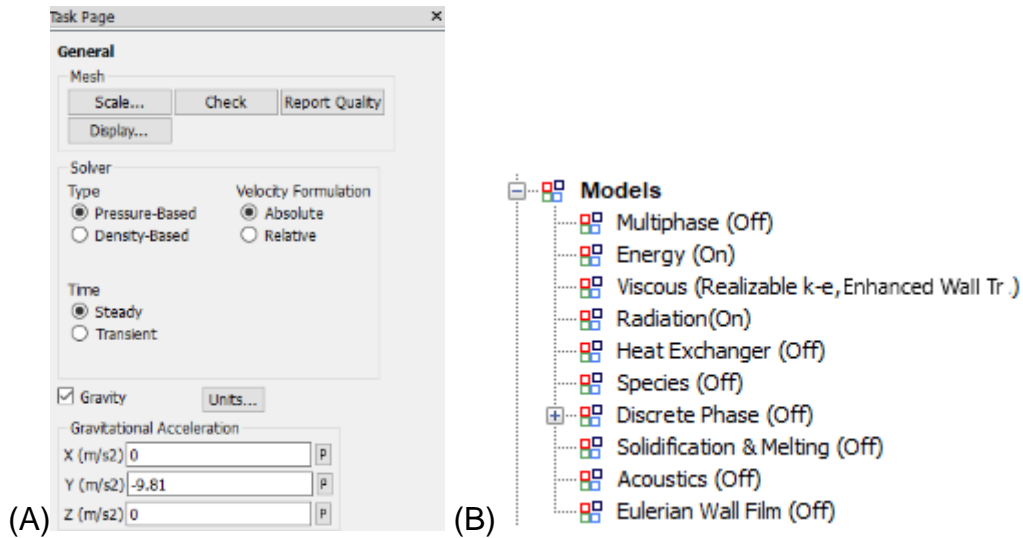 Task Page ×
General
Mesh
Scale... Check Report Quality
Display...
Solver
Type Velocity Formulation
Pressure-Based Absolute
Density-Based Relative
Time
Steady
Transient
Gravity Units...
Gravitational Acceleration
X (m/s2) 0 P
Y (m/s2) -9.81 P
Z (m/s2) 0 P
(A)
Models
Multiphase (Off)
Energy (On)
Viscous (Realizable k-e, Enhanced Wall Tr .)
Radiation(On)
Heat Exchanger (Off)
Species (Off)
Discrete Phase (Off)
Solidification & Melting (Off)
Acoustics (Off)
Eulerian Wall Film (Off)
(B)